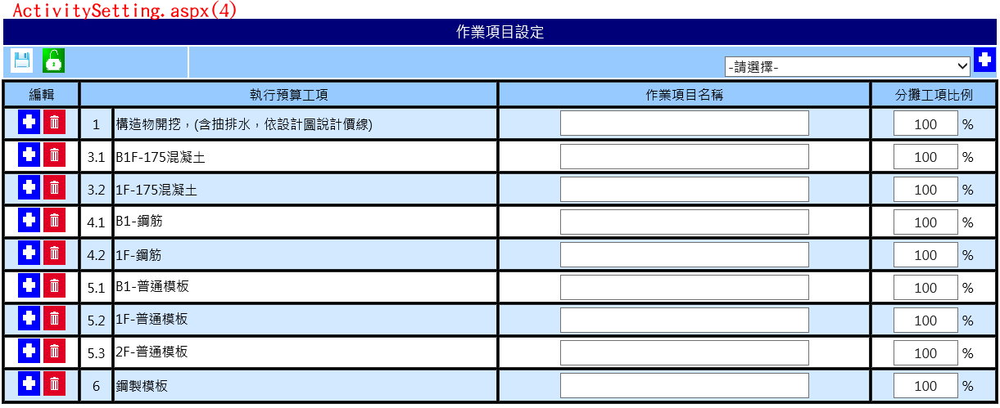 ActivitySetting.aspx(4)
作業項目設定
-請選擇-
編輯 執行預算工項 作業項目名稱 分攤工項比例
1 構造物開挖，(含抽排水，依設計圖說計價線) 100 %
3.1 B1F-175混凝土 100 %
3.2 1F-175混凝土 100 %
4.1 B1-鋼筋 100 %
4.2 1F-鋼筋 100 %
5.1 B1-普通模板 100 %
5.2 1F-普通模板 100 %
5.3 2F-普通模板 100 %
6 鋼製模板 100 %